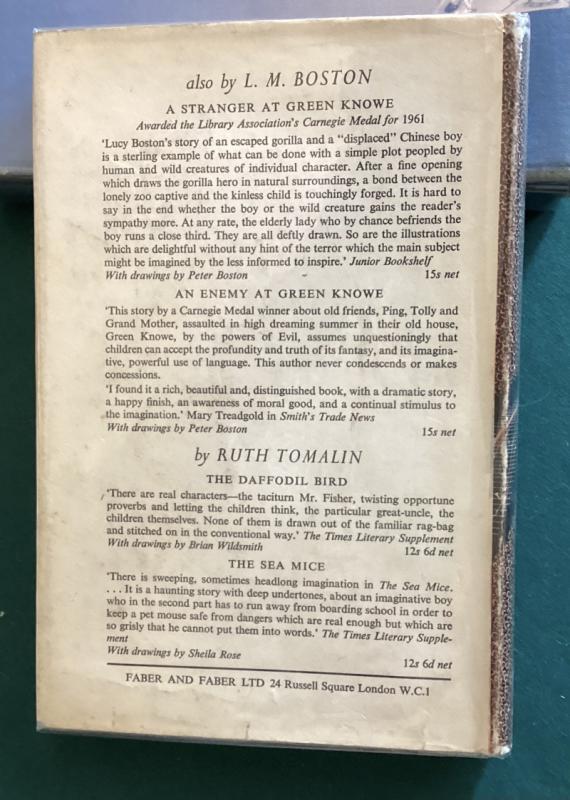 also by L. M. BOSTON
A STRANGER AT GREEN KNOWE
Awarded the Library Association's Carnegie Medal for 1961
'Lucy Boston's story of an escaped gorilla and a "displaced" Chinese boy
is a sterling example of what can be done with a simple plot peopled by
human and wild creatures of individual character. After a fine opening
which draws the gorilla hero in natural surroundings, a bond between the
lonely zoo captive and the kinless child is touchingly forged. It is hard to
say in the end whether the boy or the wild creature gains the reader's
sympathy more. At any rate, the elderly lady who by chance befriends the
boy runs a close third. They are all deftly drawn. So are the illustrations
which are delightful without any hint of the terror which the main subject
might be imagined by the less informed to inspire.' Junior Bookshelf
With drawings by Peter Boston 15s net
AN ENEMY AT GREEN KNOWE
'This story by a Carnegie Medal winner about old friends, Ping, Tolly and
Grand Mother, assaulted in high dreaming summer in their old house,
Green Knowe, by the powers of Evil, assumes unquestioningly that
children can accept the profundity and truth of its fantasy, and its imagina-
tive, powerful use of language. This author never condescends or makes
concessions.
'I found it a rich, beautiful and, distinguished book, with a dramatic story,
a happy finish, an awareness of moral good, and a continual stimulus to
the imagination.' Mary Treadgold in Smith's Trade News
With drawings by Peter Boston 15s net
by RUTH TOMALIN
THE DAFFODIL BIRD
'There are real characters—the taciturn Mr. Fisher, twisting opportune
proverbs and letting the children think, the particular great-uncle, the
children themselves. None of them is drawn out of the familiar rag-bag
and stitched on in the conventional way.' The Times Literary Supplement
With drawings by Brian Wildsmith 12s 6d net
THE SEA MICE
'There is sweeping, sometimes headlong imagination in The Sea Mice.
. . . It is a haunting story with deep undertones, about an imaginative boy
who in the second part has to run away from boarding school in order to
keep a pet mouse safe from dangers which are real enough but which are
so grisly that he cannot put them into words.' The Times Literary Supple-
ment
With drawings by Sheila Rose 12s 6d net
FABER AND FABER LTD 24 Russell Square London W.C.1